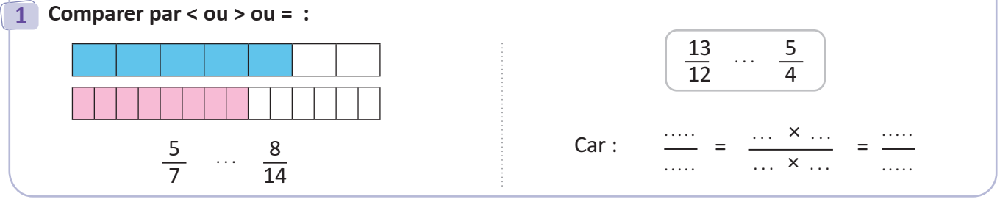 1 Comparer par < ou > ou = :
5/7 ... 8/14
13/12 ... 5/4
Car : ...../..... = ... × .../... × ... = ...../.....